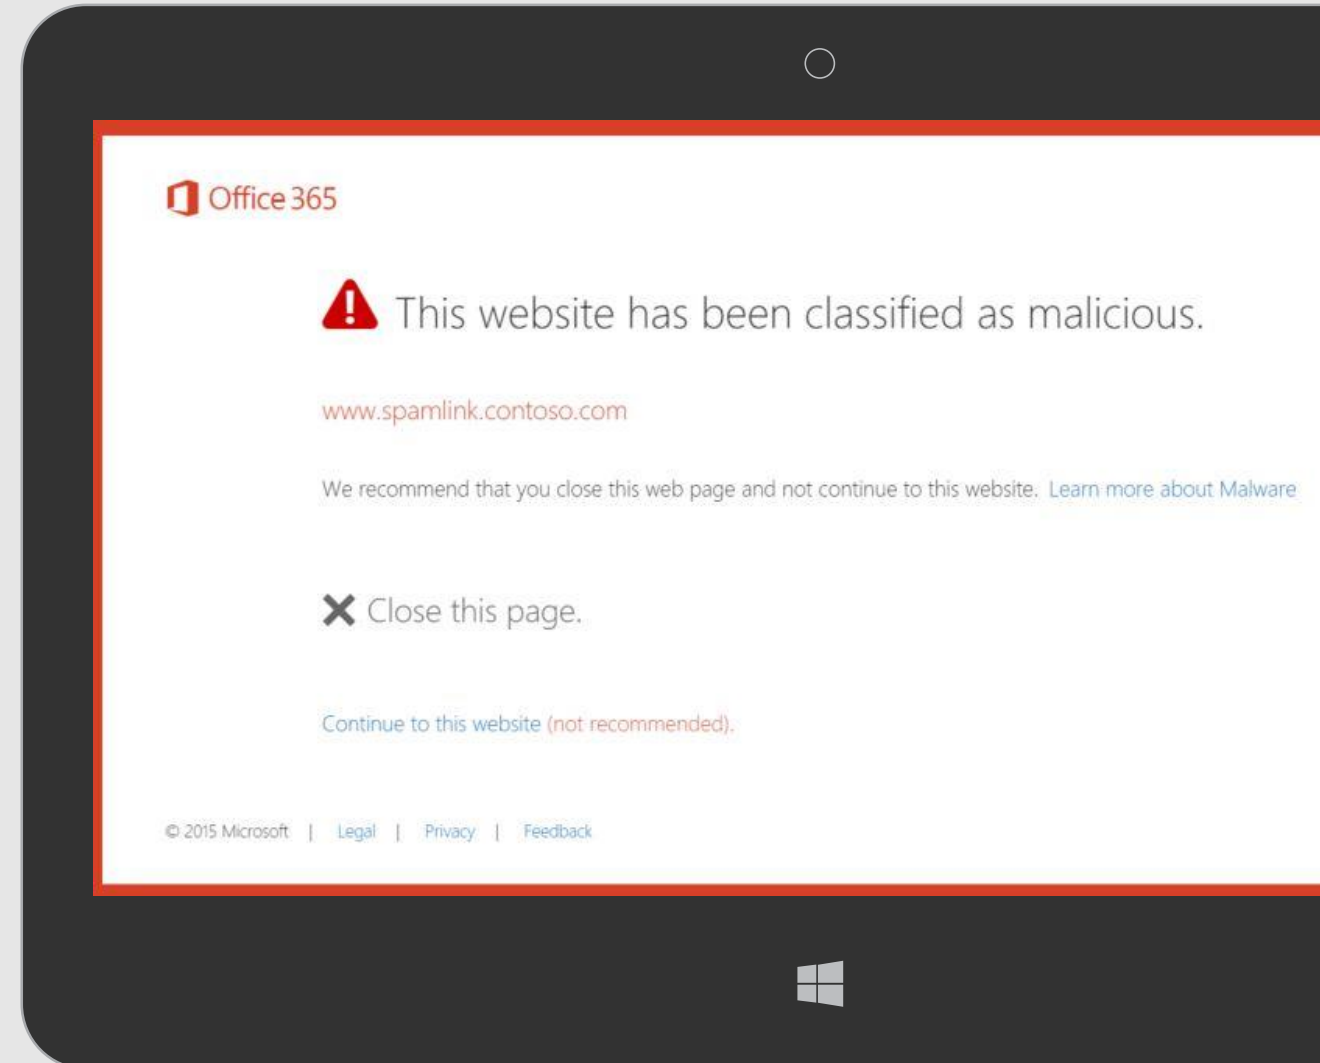 Office 365
This website has been classified as malicious.
www.spamlink.contoso.com
We recommend that you close this web page and not continue to this website. Learn more about Malware
Close this page.
Continue to this website (not recommended).
© 2015 Microsoft | Legal | Privacy | Feedback